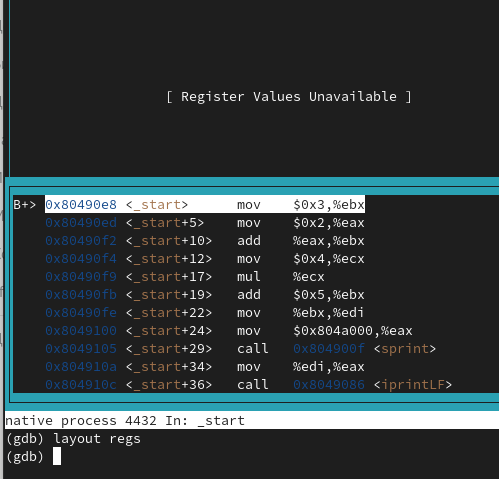 [ Register Values Unavailable ]
B+> 0x80490e8 <_start> mov $0x3,%ebx
0x80490ed <_start+5> mov $0x2,%eax
0x80490f2 <_start+10> add %eax,%ebx
0x80490f4 <_start+12> mov $0x4,%ecx
0x80490f9 <_start+17> mul %ecx
0x80490fb <_start+19> add $0x5,%ebx
0x80490fe <_start+22> mov %ebx,%edi
0x8049100 <_start+24> mov $0x804a000,%eax
0x8049105 <_start+29> call 0x804900f <sprint>
0x804910a <_start+34> mov %edi,%eax
0x804910c <_start+36> call 0x8049086 <iprintLF>
native process 4432 In: _start
(gdb) layout regs
(gdb)